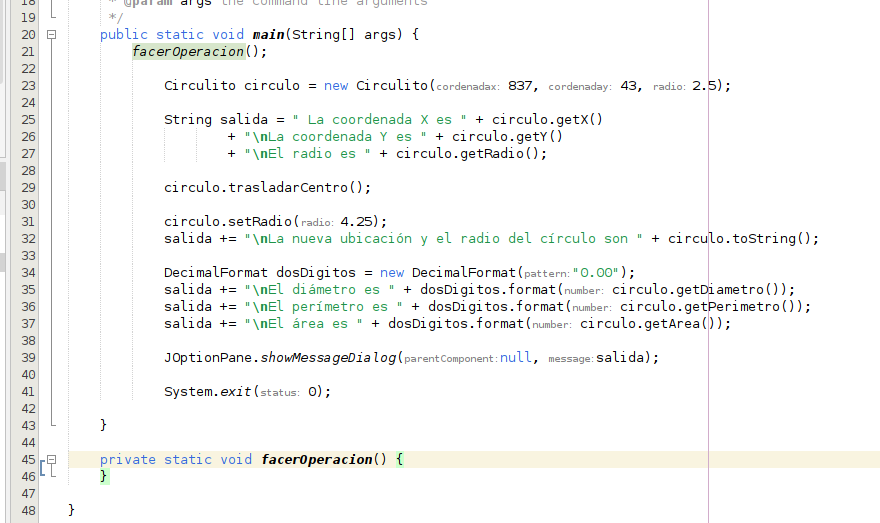 18 * @param args the command line arguments
19 */
20 public static void main(String[] args) {
21 facerOperacion();
22
23 Circulito circulo = new Circulito(cordenadax: 837, cordenaday: 43, radio: 2.5);
24
25 String salida = " La coordenada X es " + circulo.getX()
26 + "\nLa coordenada Y es " + circulo.getY()
27 + "\nEl radio es " + circulo.getRadio();
28
29 circulo.trasladarCentro();
30
31 circulo.setRadio(radio: 4.25);
32 salida += "\nLa nueva ubicación y el radio del círculo son " + circulo.toString();
33
34 DecimalFormat dosDigitos = new DecimalFormat(pattern:"0.00");
35 salida += "\nEl diámetro es " + dosDigitos.format(number: circulo.getDiametro());
36 salida += "\nEl perímetro es " + dosDigitos.format(number: circulo.getPerimetro());
37 salida += "\nEl área es " + dosDigitos.format(number: circulo.getArea());
38
39 JOptionPane.showMessageDialog(parentComponent:null, message:salida);
40
41 System.exit(status: 0);
42
43 }
44
45 private static void facerOperacion() {
46 }
47
48 }